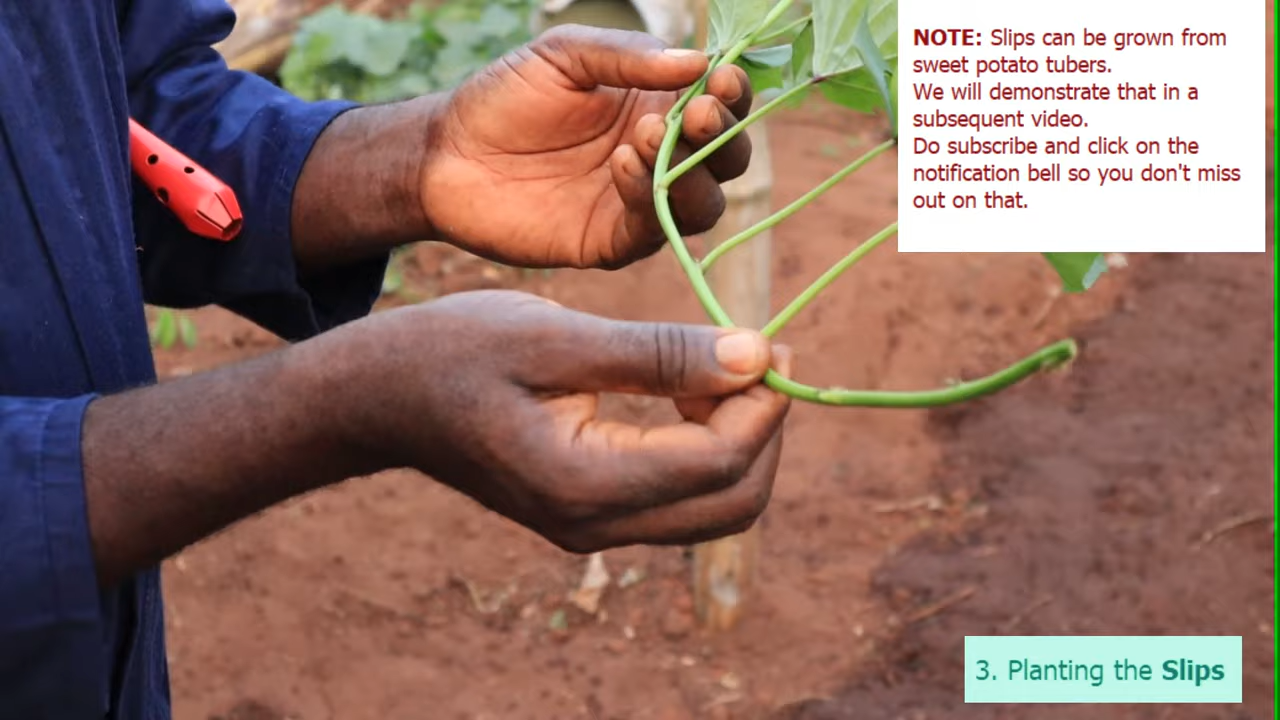 NOTE: Slips can be grown from
sweet potato tubers.
We will demonstrate that in a
subsequent video.
Do subscribe and click on the
notification bell so you don't miss
out on that.
3. Planting the Slips